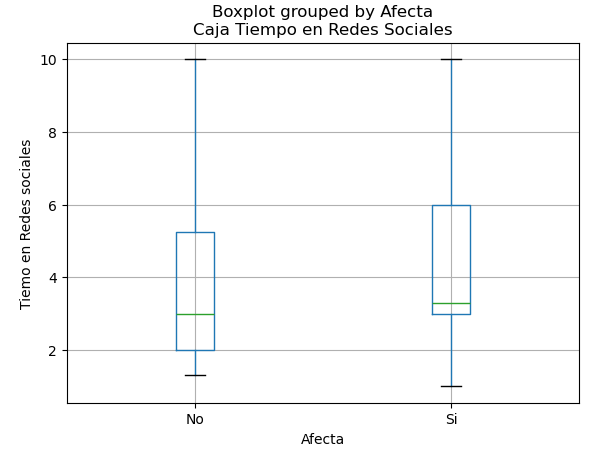 Boxplot grouped by Afecta
Caja Tiempo en Redes Sociales
10
8
6
4
2
Tiemo en Redes sociales
No
Si
Afecta